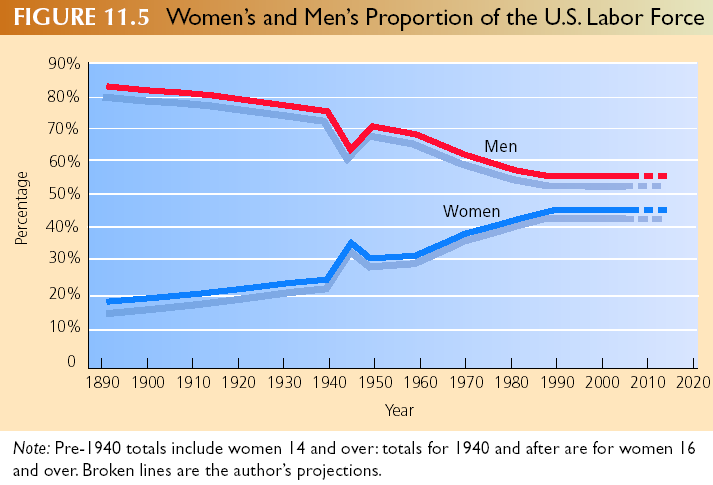 FIGURE 11.5 Women's and Men's Proportion of the U.S. Labor Force
90%
80%
70%
60%
50%
40%
30%
20%
10%
0
Percentage
Men
Women
1890 1900 1910 1920 1930 1940 1950 1960 1970 1980 1990 2000 2010 2020
Year
Note: Pre-1940 totals include women 14 and over: totals for 1940 and after are for women 16
and over. Broken lines are the author's projections.